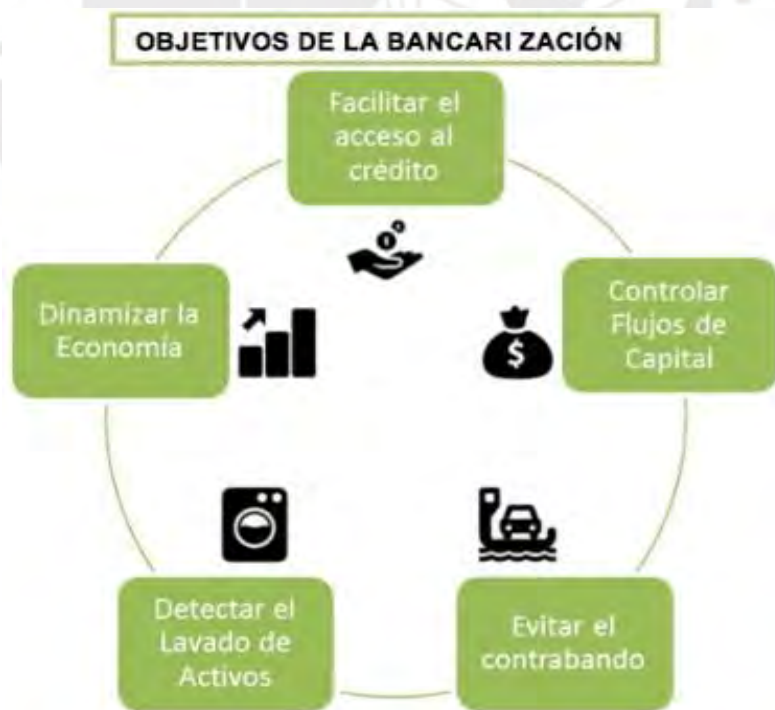 OBJETIVOS DE LA BANCARI ZACIÓN
Facilitar el
acceso al
crédito
Controlar
Flujos de
Capital
$
Evitar el
contrabando
Detectar el
Lavado de
Activos
Dinamizar la
Economía